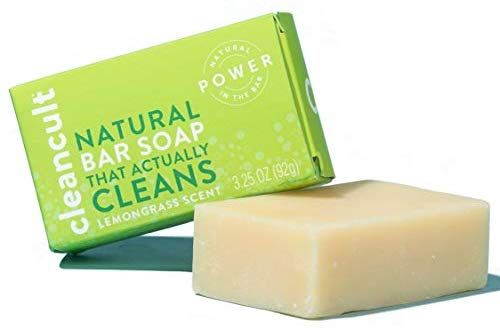 cleancult
NATURAL
BAR SOAP
THAT ACTUALLY
CLEANS
LEMONGRASS SCENT
3.25 OZ (92g)
NATURAL
POWER
IN THE BAR